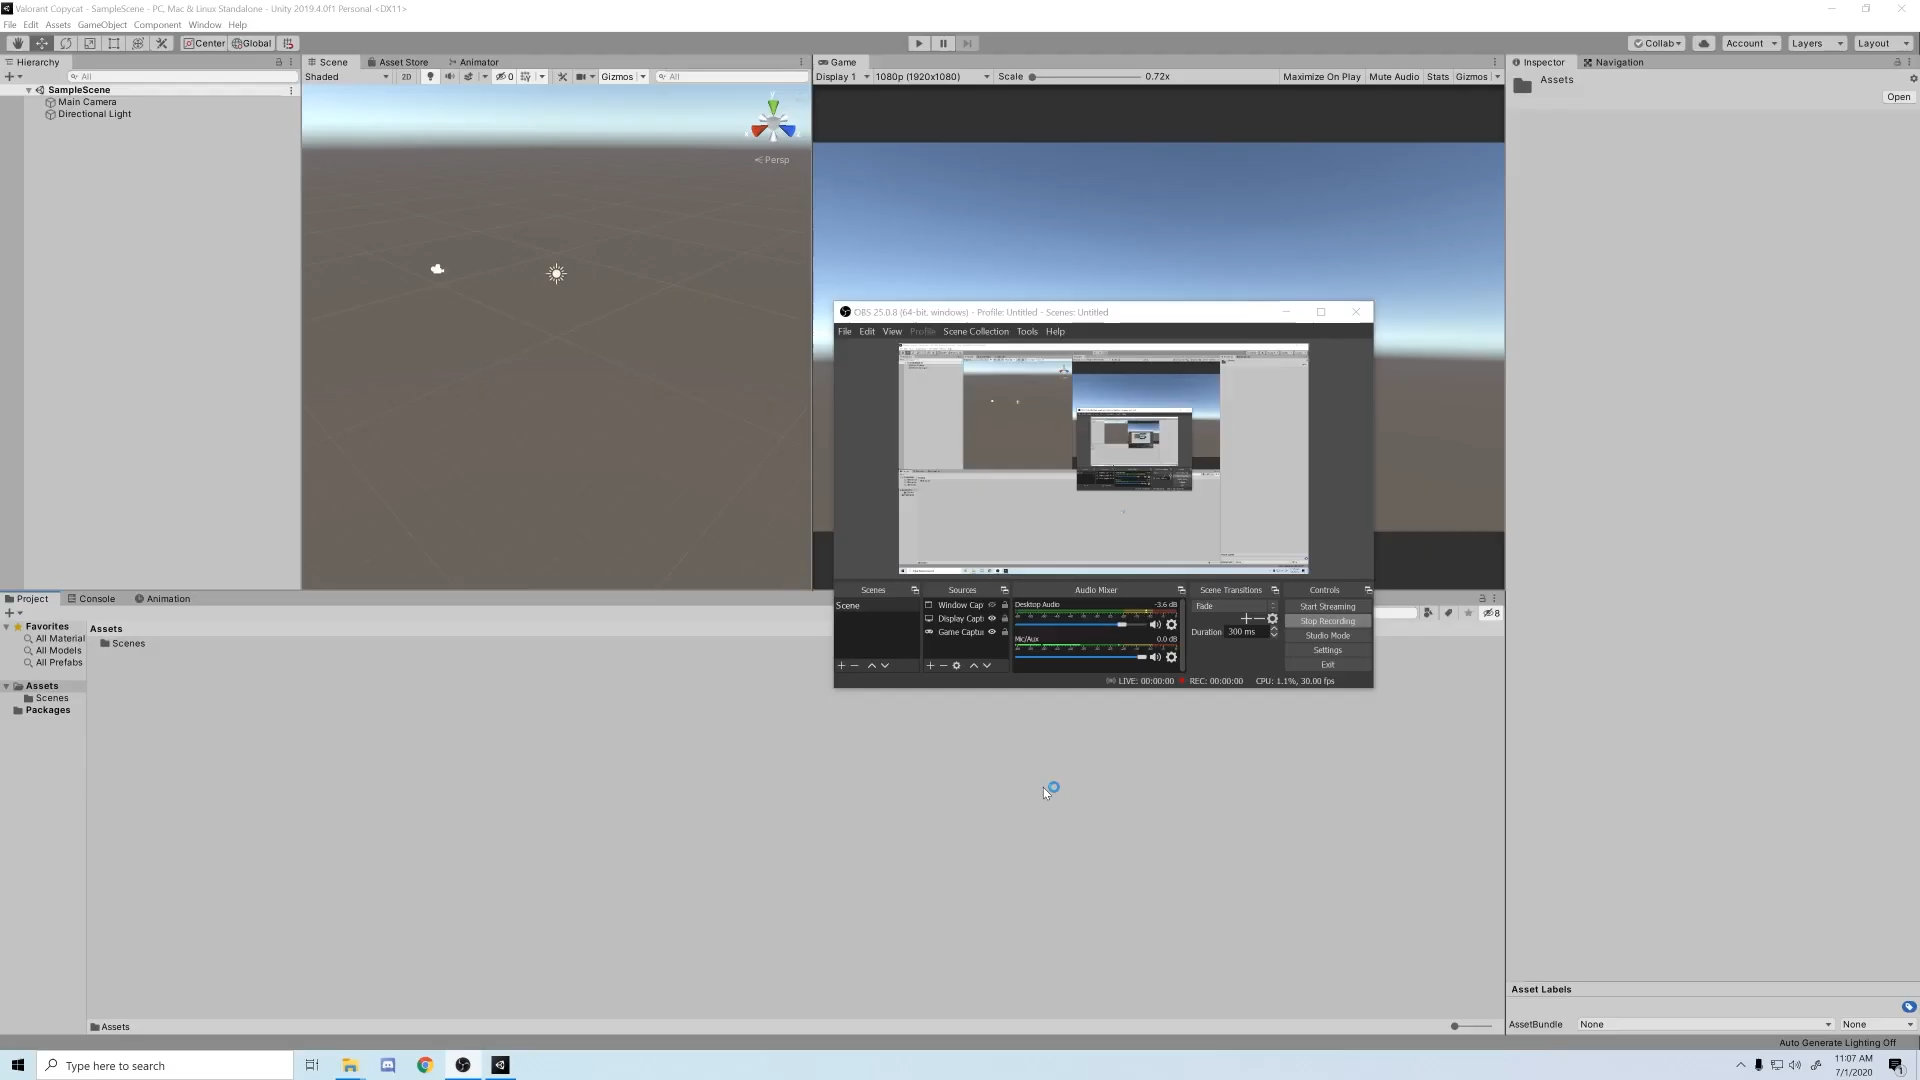 Valorant Copycat - SampleScene - PC, Mac & Linux Standalone - Unity 2019.4.0f1 Personal <DX11>
File Edit Assets GameObject Component Window Help
Center Global
Collab Account Layers Layout
Hierarchy
All
SampleScene
Main Camera
Directional Light
Scene Asset Store Animator
Shaded 2D 0 Gizmos All
y
Persp
Game
Display 1 1080p (1920x1080) Scale 0.72x Maximize On Play Mute Audio Stats Gizmos
Inspector Navigation
Assets
Open
OBS 25.0.8 (64-bit, windows) - Profile: Untitled - Scenes: Untitled
File Edit View Profile Scene Collection Tools Help
Scenes Sources Audio Mixer Scene Transitions Controls
Scene
Window Cap
Display Capt
Game Captu
Desktop Audio -3.6 dB
Mic/Aux 0.0 dB
Fade
Duration 300 ms
Start Streaming
Stop Recording
Studio Mode
Settings
Exit
LIVE: 00:00:00 REC: 00:00:00 CPU: 1.1%, 30.00 fps
Project Console Animation
8
Favorites
All Material
All Models
All Prefabs
Assets
Scenes
Packages
Assets
Scenes
Assets
Asset Labels
AssetBundle None None
Auto Generate Lighting Off
Type here to search
11:07 AM
7/1/2020
1